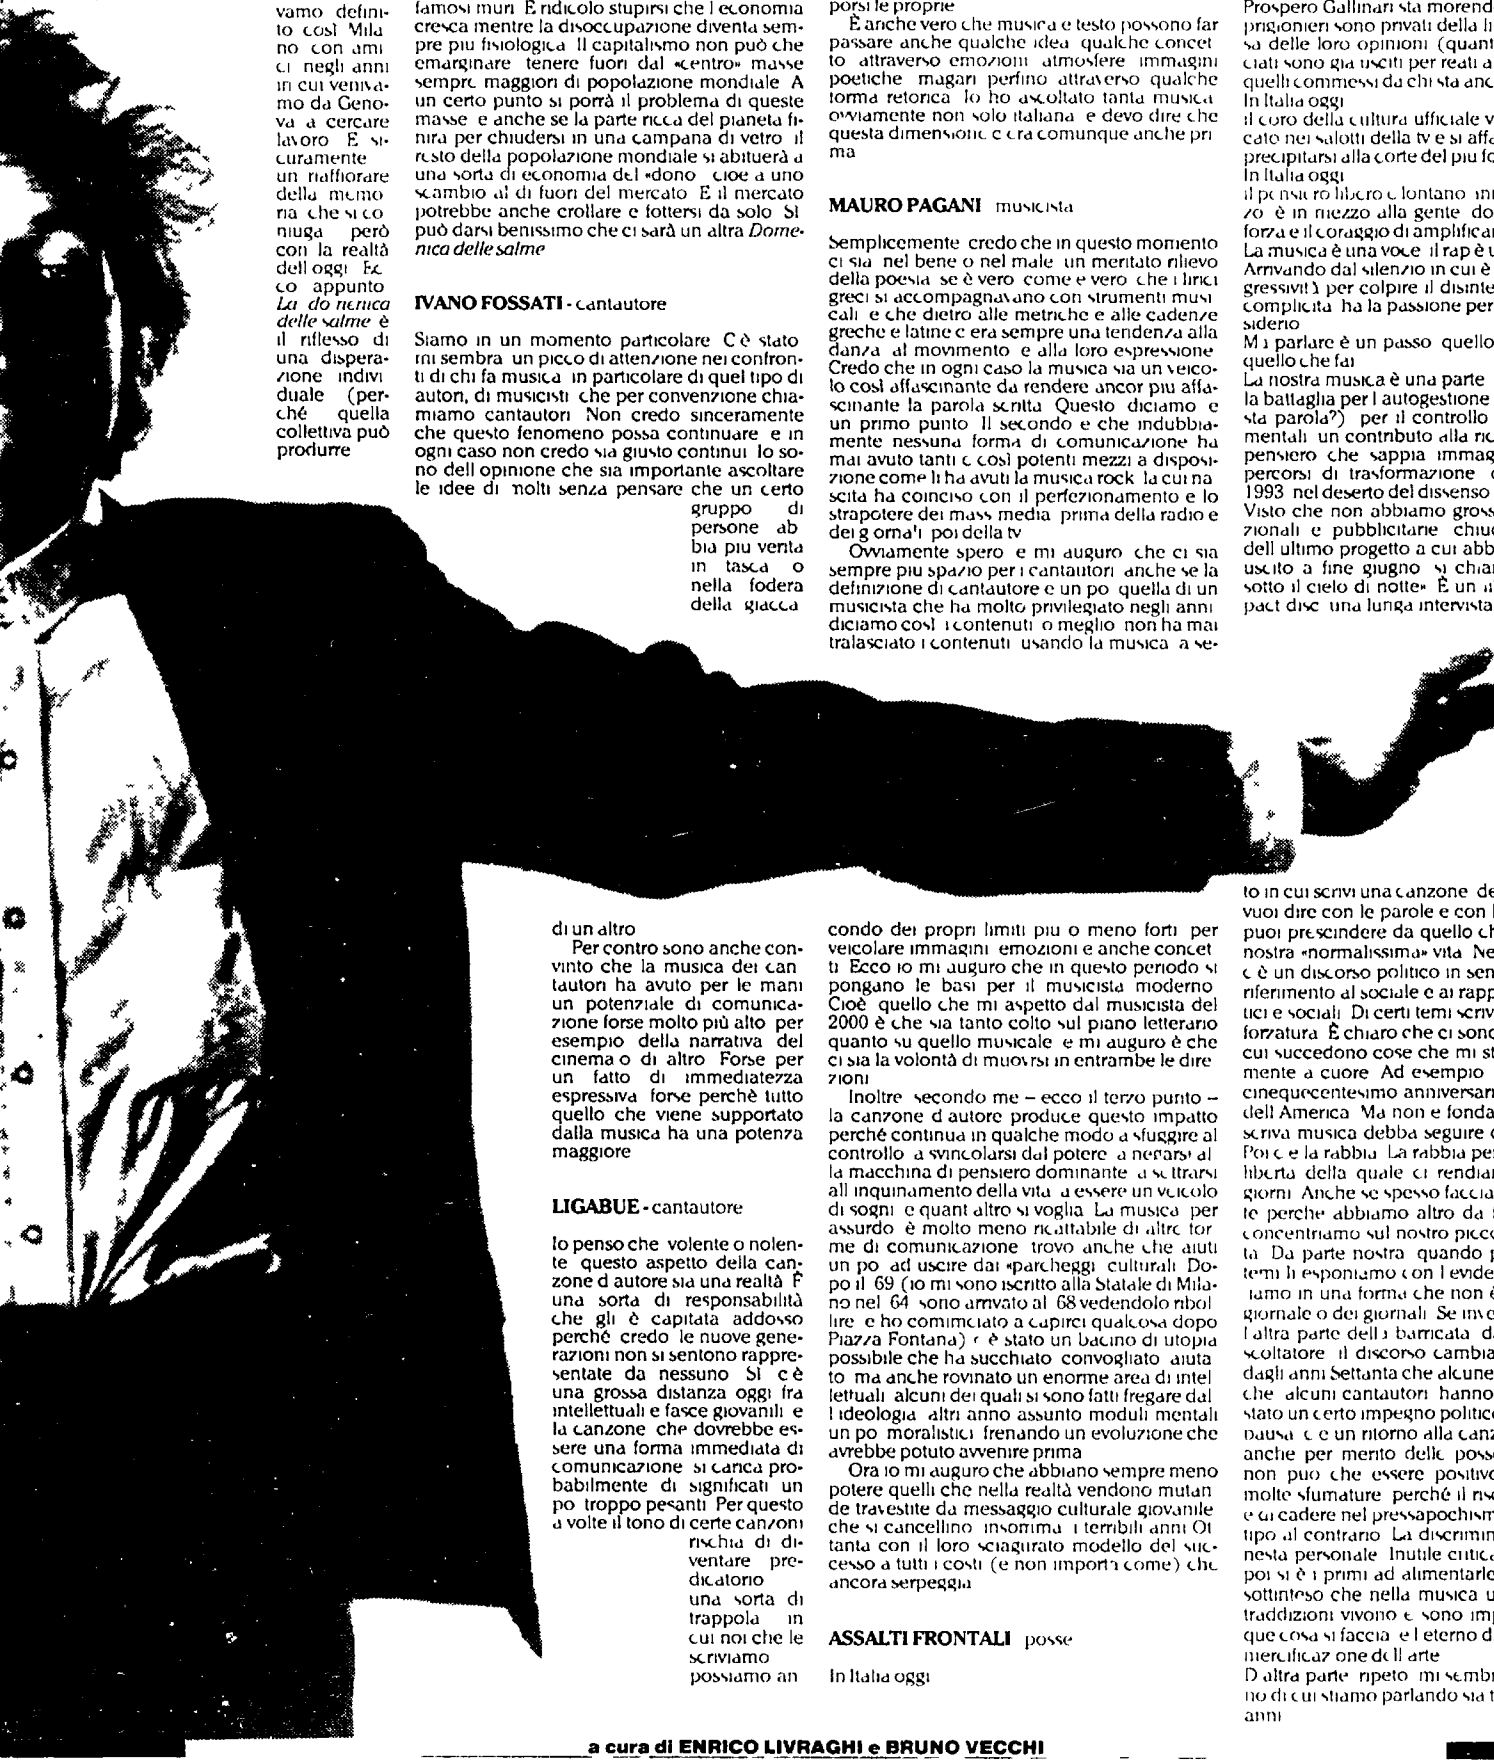 vamo defini-
to così Mila
no con ami
ci negli anni
in cui veniva-
mo da Geno-
va a cercare
lavoro E si-
curamente
un riaffiorare
della memo
ria che si co
niuga però
con la realtà
dell oggi Ec
co appunto
La domenica
delle salme è
il riflesso di
una dispera-
zione indivi
duale (per-
ché quella
collettiva può
produrre
famosi muri È ridicolo stupirsi che l economia
cresca mentre la disoccupazione diventa sem-
pre piu fisiologica Il capitalismo non può che
emarginare tenere fuori dal «centro» masse
sempre maggiori di popolazione mondiale A
un certo punto si porrà il problema di queste
masse e anche se la parte ricca del pianeta fi-
nirà per chiudersi in una campana di vetro il
resto della popolazione mondiale si abituerà a
una sorta di economia del «dono cioe a uno
scambio al di fuori del mercato E il mercato
potrebbe anche crollare e fottersi da solo Si
può darsi benissimo che ci sarà un altra Dome-
nica delle salme
IVANO FOSSATI - cantautore
Siamo in un momento particolare C è stato
mi sembra un picco di attenzione nei confron-
ti di chi fa musica in particolare di quel tipo di
autori, di musicisti che per convenzione chia-
miamo cantautori Non credo sinceramente
che questo fenomeno possa continuare e in
ogni caso non credo sia giusto continui Io so-
no dell opinione che sia importante ascoltare
le idee di molti senza pensare che un certo
gruppo di
persone ab
bia piu verita
in tasca o
nella fodera
della giacca
di un altro
Per contro sono anche con-
vinto che la musica dei can
tautori ha avuto per le mani
un potenziale di comunica-
zione forse molto più alto per
esempio della narrativa del
cinema o di altro Forse per
un fatto di immediatezza
espressiva forse perchè tutto
quello che viene supportato
dalla musica ha una potenza
maggiore
LIGABUE - cantautore
Io penso che volente o nolen-
te questo aspetto della can-
zone d autore sia una realtà È
una sorta di responsabilità
che gli è capitata addosso
perché credo le nuove gene-
razioni non si sentono rappre-
sentate da nessuno Si c è
una grossa distanza oggi fra
intellettuali e fasce giovanili e
la canzone che dovrebbe es-
sere una forma immediata di
comunicazione si carica pro-
babilmente di significati un
po troppo pesanti Per questo
a volte il tono di certe canzoni
rischia di di-
ventare pre-
dicatorio
una sorta di
trappola in
cui noi che le
scriviamo
possiamo an
porsi le proprie
È anche vero che musica e testo possono far
passare anche qualche idea qualche concet
to attraverso emozioni atmosfere immagini
poetiche magari perfino attraverso qualche
forma retorica Io ho ascoltato tanta musica
ovviamente non solo italiana e devo dire che
questa dimensione c era comunque anche pri
ma
MAURO PAGANI musicista
Semplicemente credo che in questo momento
ci sia nel bene o nel male un meritato rilievo
della poesia se è vero come e vero che i lirici
greci si accompagnavano con strumenti musi
cali e che dietro alle metriche e alle cadenze
greche e latine c era sempre una tendenza alla
danza al movimento e alla loro espressione
Credo che in ogni caso la musica sia un veico-
lo così affascinante da rendere ancor piu affa-
scinante la parola scritta Questo diciamo e
un primo punto Il secondo e che indubbia-
mente nessuna forma di comunicazione ha
mai avuto tanti e così potenti mezzi a disposi-
zione come li ha avuti la musica rock la cui na
scita ha coinciso con il perfezionamento e lo
strapotere dei mass media prima della radio e
dei giorna'i poi della tv
Ovviamente spero e mi auguro che ci sia
sempre piu spazio per i cantautori anche se la
definizione di cantautore e un po quella di un
musicista che ha molto privilegiato negli anni
diciamo così i contenuti o meglio non ha mai
tralasciato i contenuti usando la musica a se-
condo dei propri limiti piu o meno forti per
veicolare immagini emozioni e anche concet
ti Ecco io mi auguro che in questo periodo si
pongano le basi per il musicista moderno
Cioè quello che mi aspetto dal musicista del
2000 è che sia tanto colto sul piano letterario
quanto su quello musicale e mi auguro è che
ci sia la volontà di muoversi in entrambe le dire
zioni
Inoltre secondo me – ecco il terzo punto –
la canzone d autore produce questo impatto
perché continua in qualche modo a sfuggire al
controllo a svincolarsi dal potere a negarsi al
la macchina di pensiero dominante a sottrarsi
all inquinamento della vita a essere un veicolo
di sogni e quant altro si voglia La musica per
assurdo è molto meno ricattabile di altre for
me di comunicazione trovo anche che aiuti
un po ad uscire dai «parcheggi culturali Do-
po il 69 (io mi sono iscritto alla Statale di Mila-
no nel 64 sono arrivato al 68 vedendolo ribol
lire e ho comimciato a capirci qualcosa dopo
Piazza Fontana) c è stato un bacino di utopia
possibile che ha succhiato convogliato aiuta
to ma anche rovinato un enorme area di intel
lettuali alcuni dei quali si sono fatti fregare dal
l ideologia altri anno assunto moduli mentali
un po moralistici frenando un evoluzione che
avrebbe potuto avvenire prima
Ora io mi auguro che abbiano sempre meno
potere quelli che nella realtà vendono mutan
de travestite da messaggio culturale giovanile
che si cancellino insomma i terribili anni Ot
tanta con il loro sciagurato modello del suc-
cesso a tutti i costi (e non importa come) che
ancora serpeggia
ASSALTI FRONTALI posse
In Italia oggi
Prospero Gallinari sta morend
prigionieri sono privati della li
sa delle loro opinioni (quant
ciati sono gia usciti per reati a
quelli commessi da chi sta anc
In Italia oggi
il coro della cultura ufficiale v
cato nei salotti della tv e si affa
precipitarsi alla corte del piu fo
In Italia oggi
il pensiero libero e lontano
zo è in mezzo alla gente do
forza e il coraggio di amplificar
La musica è una voce il rap è u
Arrivando dal silenzio in cui è
gressività per colpire il disinte
complicita ha la passione per
siderio
Ma parlare è un passo quello
quello che fai
La nostra musica è una parte
la battaglia per l autogestione
sta parola?) per il controllo
mentali un contributo alla ric
pensiero che sappia immag
percorsi di trasformazione
1993 nel deserto del dissenso
Visto che non abbiamo gross
zionali e pubblicitarie chiud
dell ultimo progetto a cui abb
uscito a fine giugno si chiar
sotto il cielo di notte» È un
pact disc una lunga intervista
to in cui scrivi una canzone de
vuoi dire con le parole e con l
puoi prescindere da quello ch
nostra «normalissima» vita Ne
c è un discorso politico in sen
riferimento al sociale e ai rapp
tici e sociali Di certi temi scriv
forzatura È chiaro che ci sono
cui succedono cose che mi st
mente a cuore Ad esempio
cinquecentesimo anniversari
dell America Ma non e fonda
scriva musica debba seguire
Poi c e la rabbia La rabbia per
liberta della quale ci rendiar
giorni Anche se spesso faccia
te perche abbiamo altro da
concentriamo sul nostro picco
ta Da parte nostra quando p
temi li esponiamo con l evide
iamo in una forma che non è
giornale o dei giornali Se inve
l altra parte della barricata d
scoltatore il discorso cambia
dagli anni Settanta che alcune
che alcuni cantautori hanno
stato un certo impegno politico
pausa c e un ritorno alla canz
anche per merito delle posse
non puo che essere positivo
molte sfumature perché il ris
e di cadere nel pressapochism
tipo al contrario La discrimin
nesta personale Inutile critica
poi si è i primi ad alimentarle
sottinteso che nella musica u
traddizioni vivono e sono imp
que cosa si faccia e l eterno d
mercificaz one dell arte
D altra parte ripeto mi sembr
no di cui stiamo parlando sia t
anni
a cura di ENRICO LIVRAGHI e BRUNO VECCHI